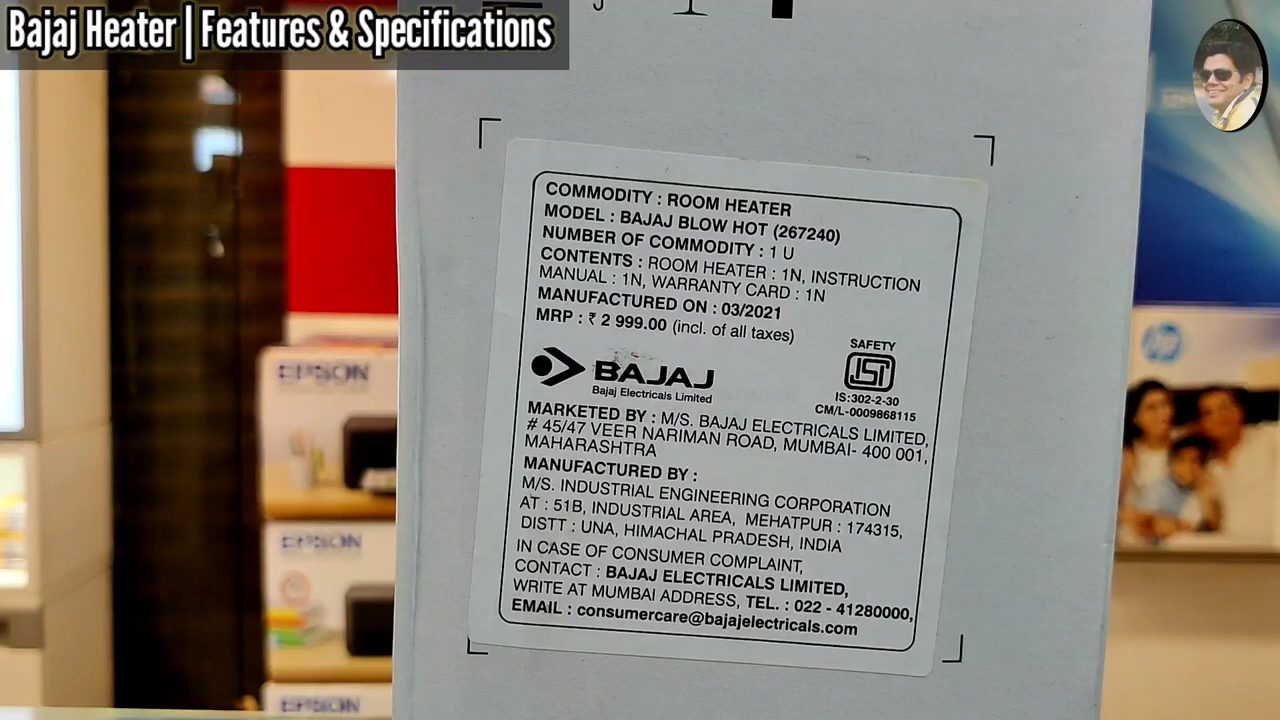 Bajaj Heater | Features & Specifications
COMMODITY : ROOM HEATER
MODEL : BAJAJ BLOW HOT (267240)
NUMBER OF COMMODITY : 1 U
CONTENTS : ROOM HEATER : 1N, INSTRUCTION
MANUAL : 1N, WARRANTY CARD : 1N
MANUFACTURED ON : 03/2021
MRP : ₹ 2 999.00 (incl. of all taxes)
BAJAJ
Bajaj Electricals Limited
SAFETY
ISI
IS:302-2-30
CM/L-0009868115
MARKETED BY : M/S. BAJAJ ELECTRICALS LIMITED,
# 45/47 VEER NARIMAN ROAD, MUMBAI- 400 001,
MAHARASHTRA
MANUFACTURED BY :
M/S. INDUSTRIAL ENGINEERING CORPORATION
AT : 51B, INDUSTRIAL AREA, MEHATPUR : 174315,
DISTT : UNA, HIMACHAL PRADESH, INDIA
IN CASE OF CONSUMER COMPLAINT,
CONTACT : BAJAJ ELECTRICALS LIMITED,
WRITE AT MUMBAI ADDRESS, TEL. : 022 - 41280000,
EMAIL : consumercare@bajajelectricals.com
EPSON
EPSON
EPSON
hp